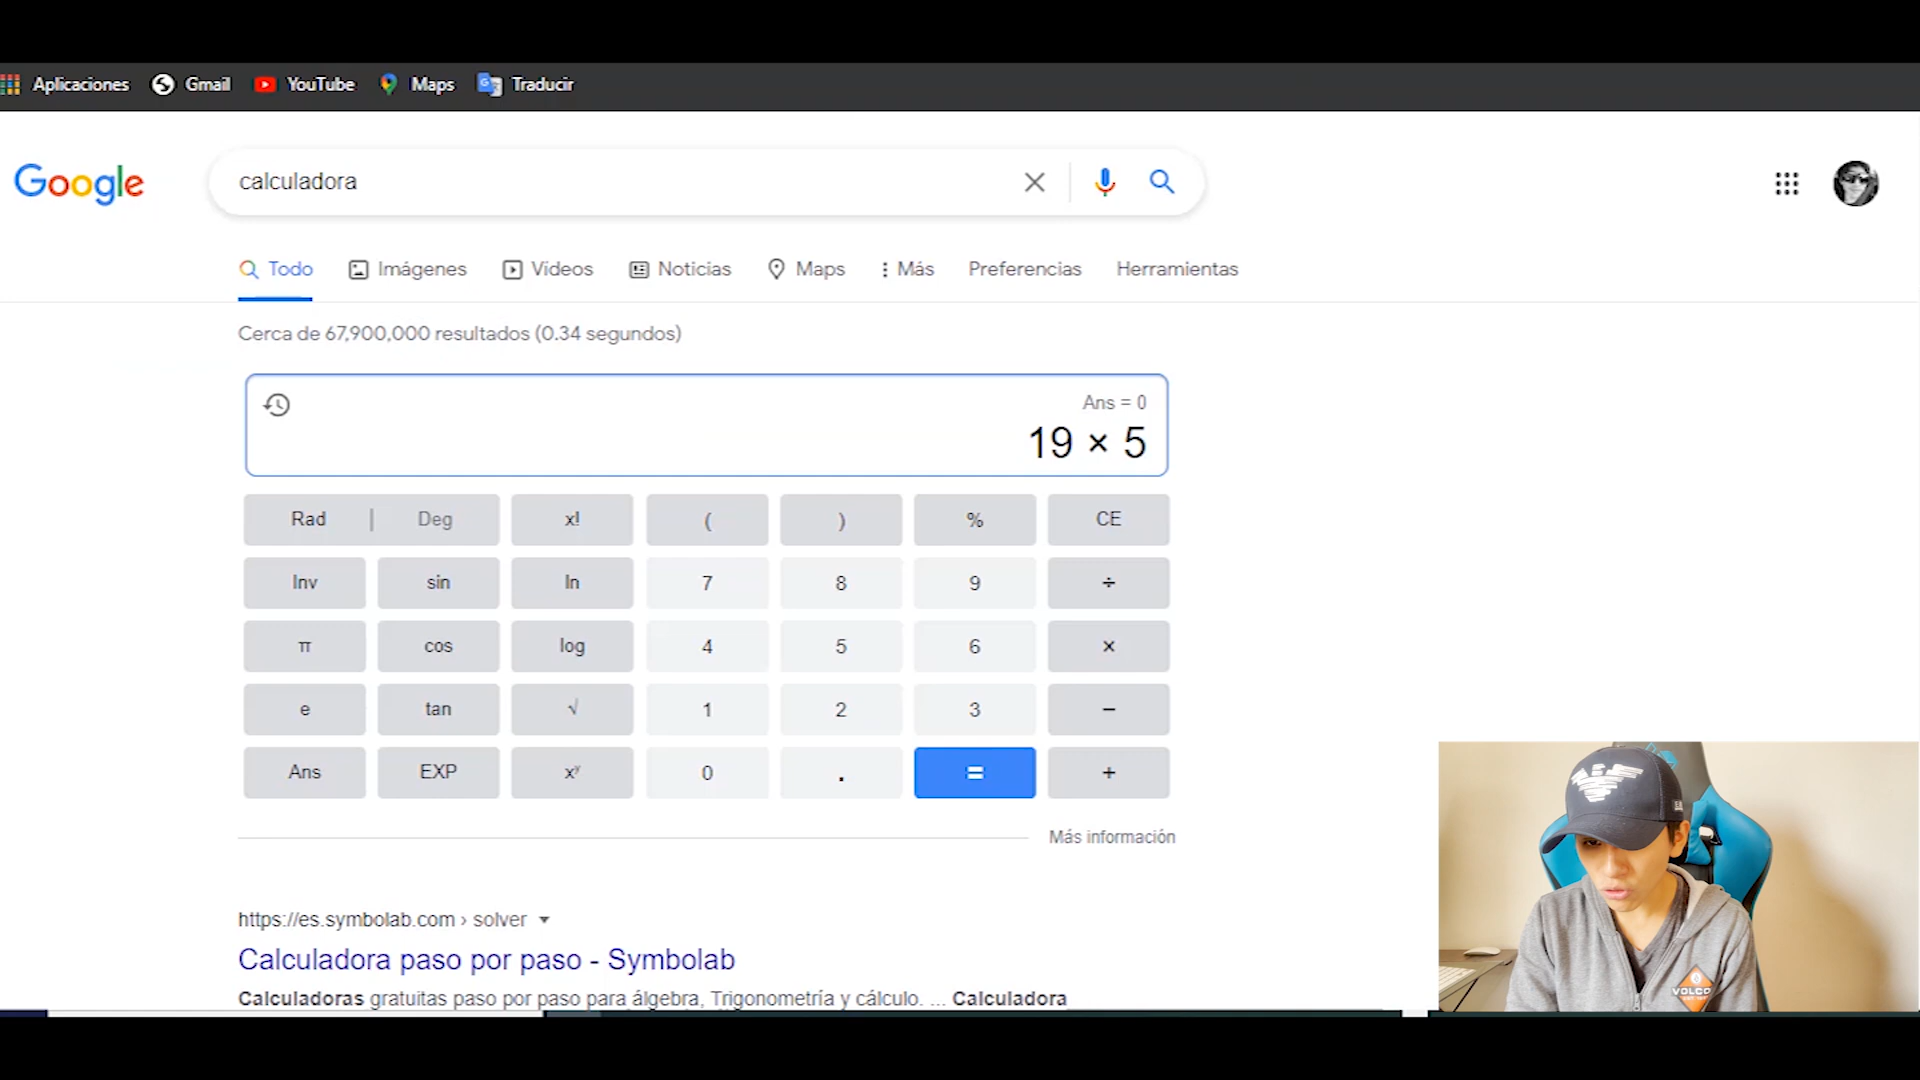 Aplicaciones Gmail YouTube Maps Traducir
Google calculadora
Todo Imágenes Videos Noticias Maps Más Preferencias Herramientas
Cerca de 67,900,000 resultados (0.34 segundos)
Ans = 0
19 × 5
Rad | Deg x! ( ) % CE
Inv sin ln 7 8 9 ÷
π cos log 4 5 6 ×
e tan √ 1 2 3 −
Ans EXP xʸ 0 . = +
Más información
https://es.symbolab.com › solver
Calculadora paso por paso - Symbolab
Calculadoras gratuitas paso por paso para álgebra, Trigonometría y cálculo. ... Calculadora
VOLCO